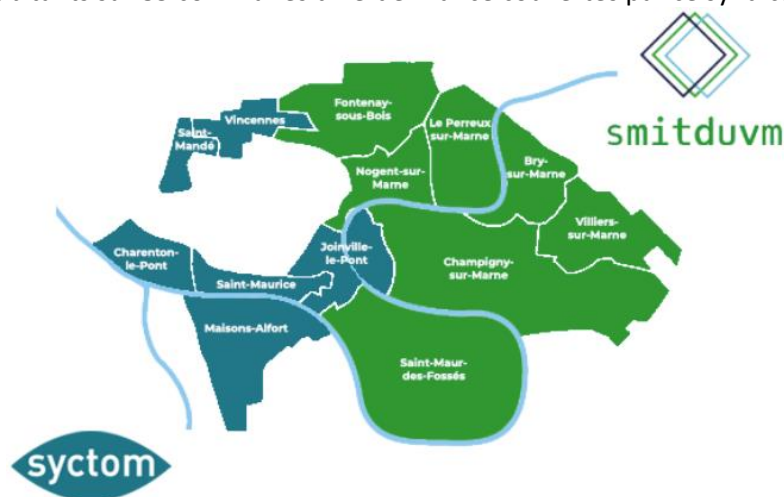 smitduvm
Fontenay-
sous-Bois
Vincennes
Saint-
Mandé
Le Perreux
sur-Marne
Bry-
sur-Marne
Nogent-sur-
Marne
Villiers-
sur-Marne
Joinville-
le-Pont
Charenton-
le-Pont
Champigny-
sur-Marne
Saint-Maurice
Maisons-Alfort
Saint-Maur-
des-Fossés
syctom